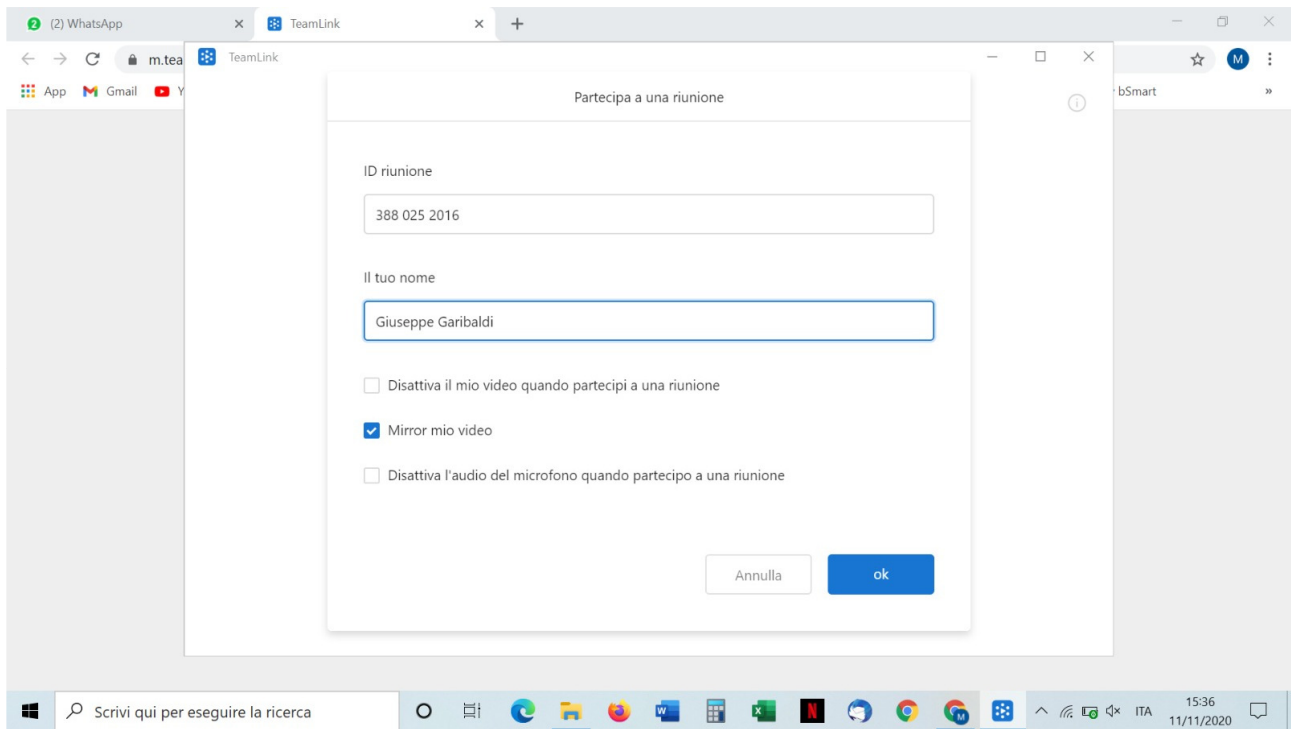 (2) WhatsApp
TeamLink
m.tea
TeamLink
App
Gmail
Y
bSmart
M
Partecipa a una riunione
ID riunione
388 025 2016
Il tuo nome
Giuseppe Garibaldi
Disattiva il mio video quando partecipi a una riunione
Mirror mio video
Disattiva l'audio del microfono quando partecipo a una riunione
Annulla
ok
Scrivi qui per eseguire la ricerca
ITA
15:36
11/11/2020